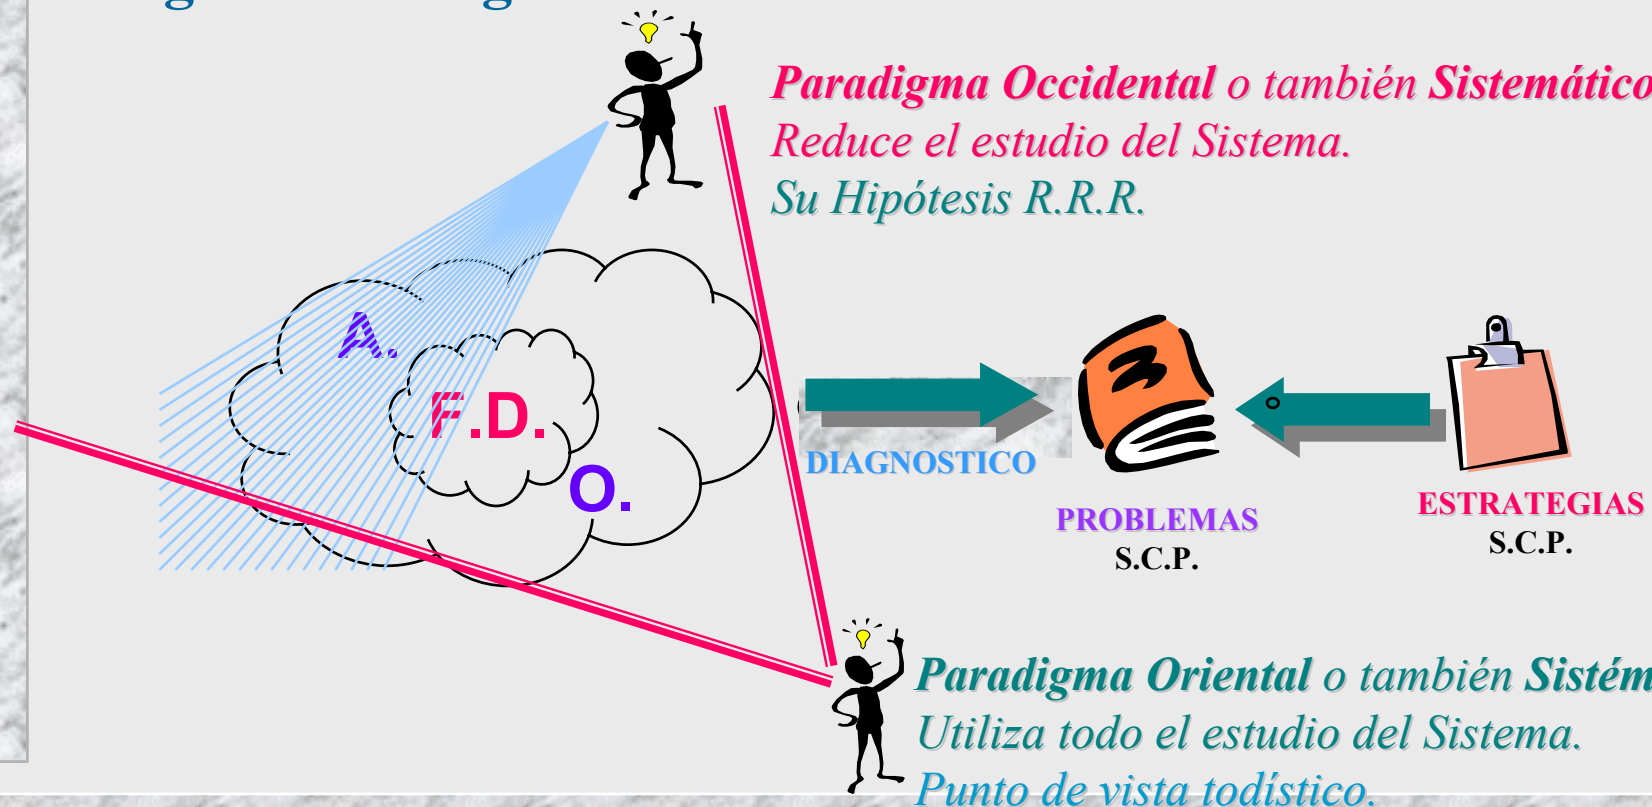 Paradigma Occidental o también Sistemático
Reduce el estudio del Sistema.
Su Hipótesis R.R.R.
A.
F.D.
O.
DIAGNOSTICO
PROBLEMAS
S.C.P.
ESTRATEGIAS
S.C.P.
Paradigma Oriental o también Sistém
Utiliza todo el estudio del Sistema.
Punto de vista todístico.